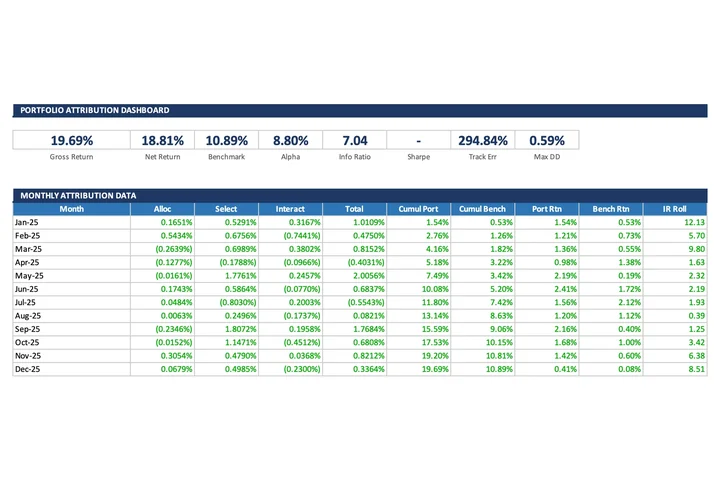 PORTFOLIO ATTRIBUTION DASHBOARD
19.69% 18.81% 10.89% 8.80% 7.04 - 294.84% 0.59%
Gross Return Net Return Benchmark Alpha Info Ratio Sharpe Track Err Max DD
MONTHLY ATTRIBUTION DATA
Month Alloc Select Interact Total Cumul Port Cumul Bench Port Rtn Bench Rtn IR Roll
Jan-25 0.1651% 0.5291% 0.3167% 1.0109% 1.54% 0.53% 1.54% 0.53% 12.13
Feb-25 0.5434% 0.6756% (0.7441%) 0.4750% 2.76% 1.26% 1.21% 0.73% 5.70
Mar-25 (0.2639%) 0.6989% 0.3802% 0.8152% 4.16% 1.82% 1.36% 0.55% 9.80
Apr-25 (0.1277%) (0.1788%) (0.0966%) (0.4031%) 5.18% 3.22% 0.98% 1.38% 1.63
May-25 (0.0161%) 1.7761% 0.2457% 2.0056% 7.49% 3.42% 2.19% 0.19% 2.32
Jun-25 0.1743% 0.5864% (0.0770%) 0.6837% 10.08% 5.20% 2.41% 1.72% 2.19
Jul-25 0.0484% (0.8030%) 0.2003% (0.5543%) 11.80% 7.42% 1.56% 2.12% 1.93
Aug-25 0.0063% 0.2496% (0.1737%) 0.0821% 13.14% 8.63% 1.20% 1.12% 0.39
Sep-25 (0.2346%) 1.8072% 0.1958% 1.7684% 15.59% 9.06% 2.16% 0.40% 1.25
Oct-25 (0.0152%) 1.1471% (0.4512%) 0.6808% 17.53% 10.15% 1.68% 1.00% 3.42
Nov-25 0.3054% 0.4790% 0.0368% 0.8212% 19.20% 10.81% 1.42% 0.60% 6.38
Dec-25 0.0679% 0.4985% (0.2300%) 0.3364% 19.69% 10.89% 0.41% 0.08% 8.51